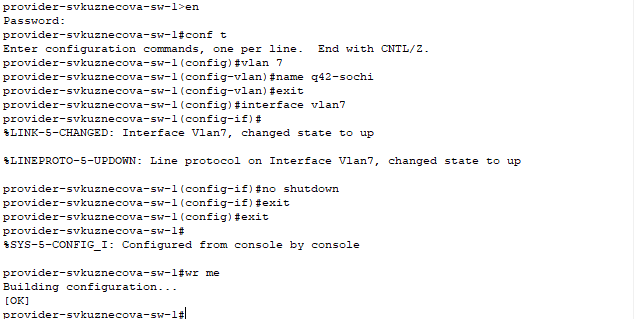 provider-svkuznecova-sw-1>en
Password:
provider-svkuznecova-sw-1#conf t
Enter configuration commands, one per line.  End with CNTL/Z.
provider-svkuznecova-sw-1(config)#vlan 7
provider-svkuznecova-sw-1(config-vlan)#name q42-sochi
provider-svkuznecova-sw-1(config-vlan)#exit
provider-svkuznecova-sw-1(config)#interface vlan7
provider-svkuznecova-sw-1(config-if)#
%LINK-5-CHANGED: Interface Vlan7, changed state to up
%LINEPROTO-5-UPDOWN: Line protocol on Interface Vlan7, changed state to up
provider-svkuznecova-sw-1(config-if)#no shutdown
provider-svkuznecova-sw-1(config-if)#exit
provider-svkuznecova-sw-1(config)#exit
provider-svkuznecova-sw-1#
%SYS-5-CONFIG_I: Configured from console by console
provider-svkuznecova-sw-1#wr me
Building configuration...
[OK]
provider-svkuznecova-sw-1#